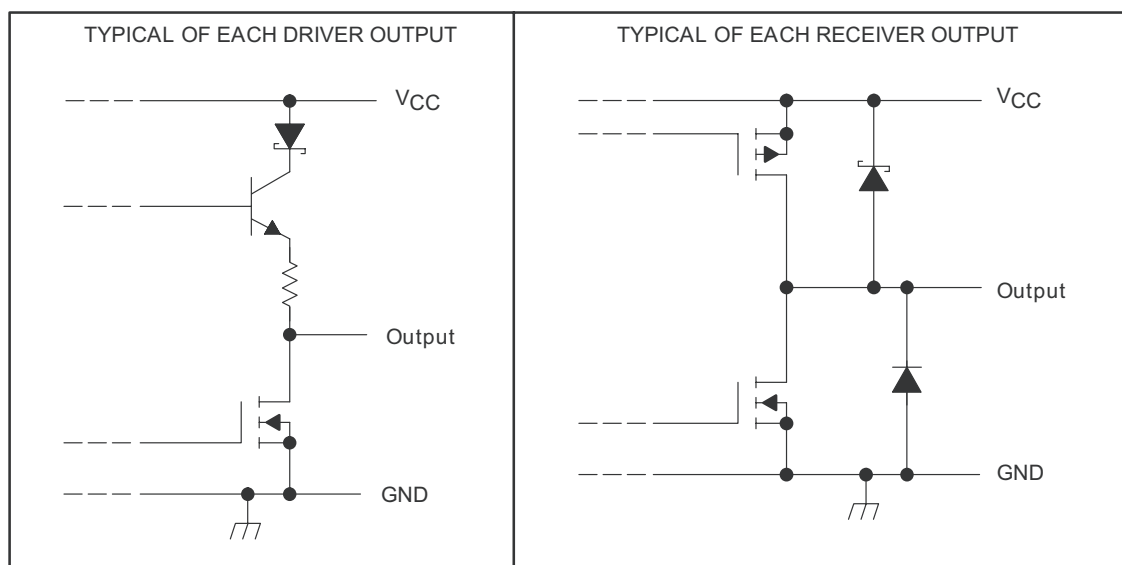 TYPICAL OF EACH DRIVER OUTPUT
VCC
Output
GND
TYPICAL OF EACH RECEIVER OUTPUT
VCC
Output
GND